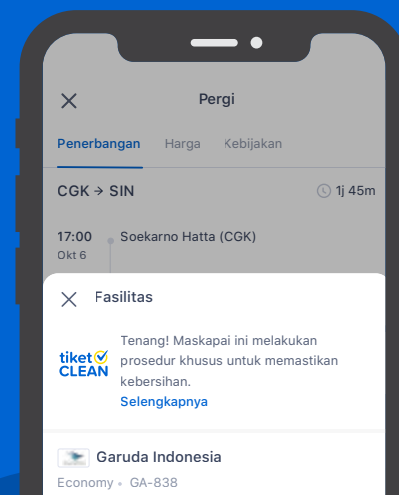 Pergi
Penerbangan Harga Kebijakan
CGK → SIN 1j 45m
17:00 Soekarno Hatta (CGK)
Okt 6
Fasilitas
Tenang! Maskapai ini melakukan
prosedur khusus untuk memastikan
kebersihan.
Selengkapnya
tiket
CLEAN
Garuda Indonesia
Economy • GA-838